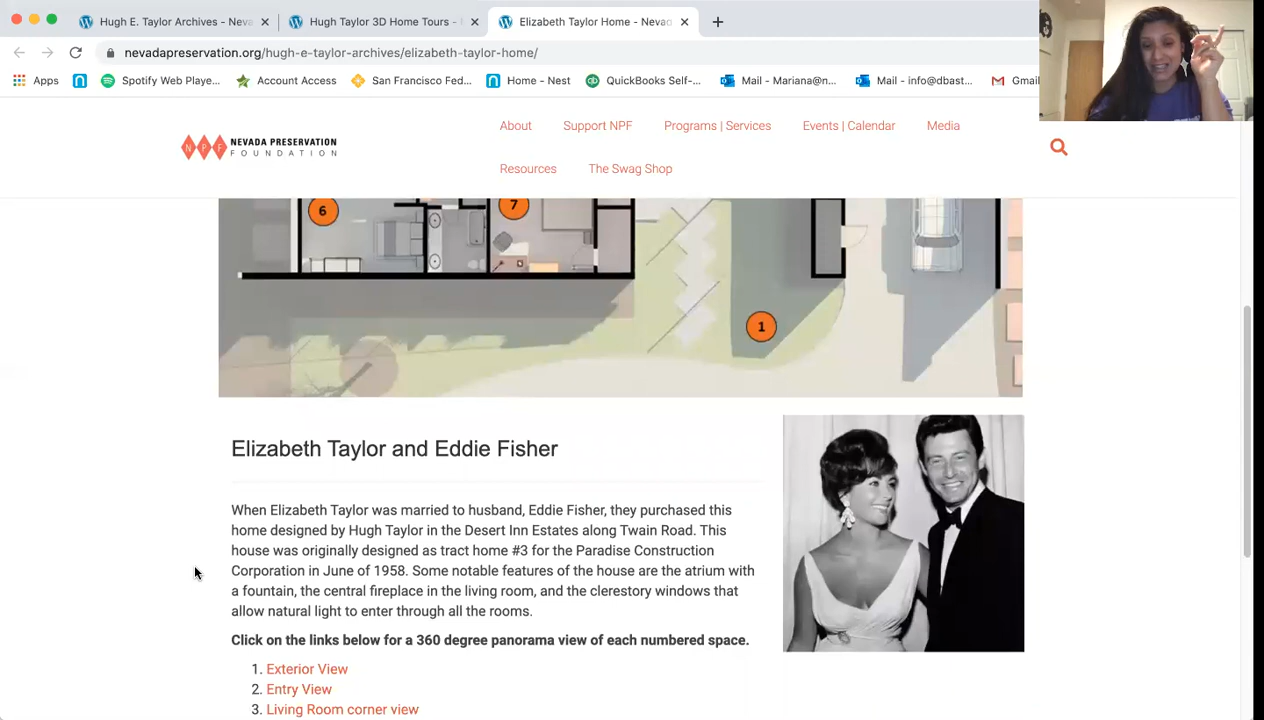 Hugh E. Taylor Archives - Neva
Hugh Taylor 3D Home Tours -
Elizabeth Taylor Home - Nevad
nevadapreservation.org/hugh-e-taylor-archives/elizabeth-taylor-home/
Apps
Spotify Web Playe...
Account Access
San Francisco Fed...
Home - Nest
QuickBooks Self-...
Mail - Mariana@n...
Mail - info@dbast...
Gmail
NPF
NEVADA PRESERVATION
FOUNDATION
About
Support NPF
Programs | Services
Events | Calendar
Media
Resources
The Swag Shop
6
7
1
Elizabeth Taylor and Eddie Fisher
When Elizabeth Taylor was married to husband, Eddie Fisher, they purchased this
home designed by Hugh Taylor in the Desert Inn Estates along Twain Road. This
house was originally designed as tract home #3 for the Paradise Construction
Corporation in June of 1958. Some notable features of the house are the atrium with
a fountain, the central fireplace in the living room, and the clerestory windows that
allow natural light to enter through all the rooms.
Click on the links below for a 360 degree panorama view of each numbered space.
1. Exterior View
2. Entry View
3. Living Room corner view